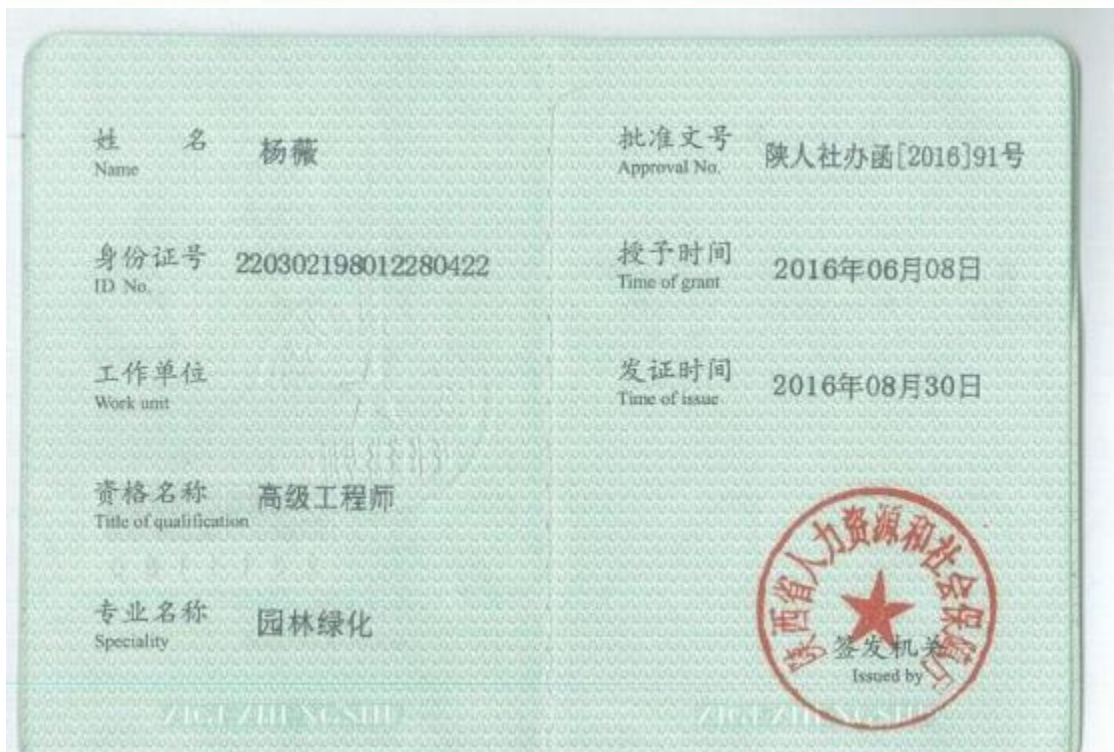 姓 名 杨薇
Name
身份证号 220302198012280422
ID No.
工作单位
Work unit
资格名称 高级工程师
Title of qualification
专业名称 园林绿化
Speciality
批准文号 陕人社办函[2016]91号
Approval No.
授予时间 2016年06月08日
Time of grant
发证时间 2016年08月30日
Time of issue
陕西省人力资源和社会保障厅
签发机关
Issued by